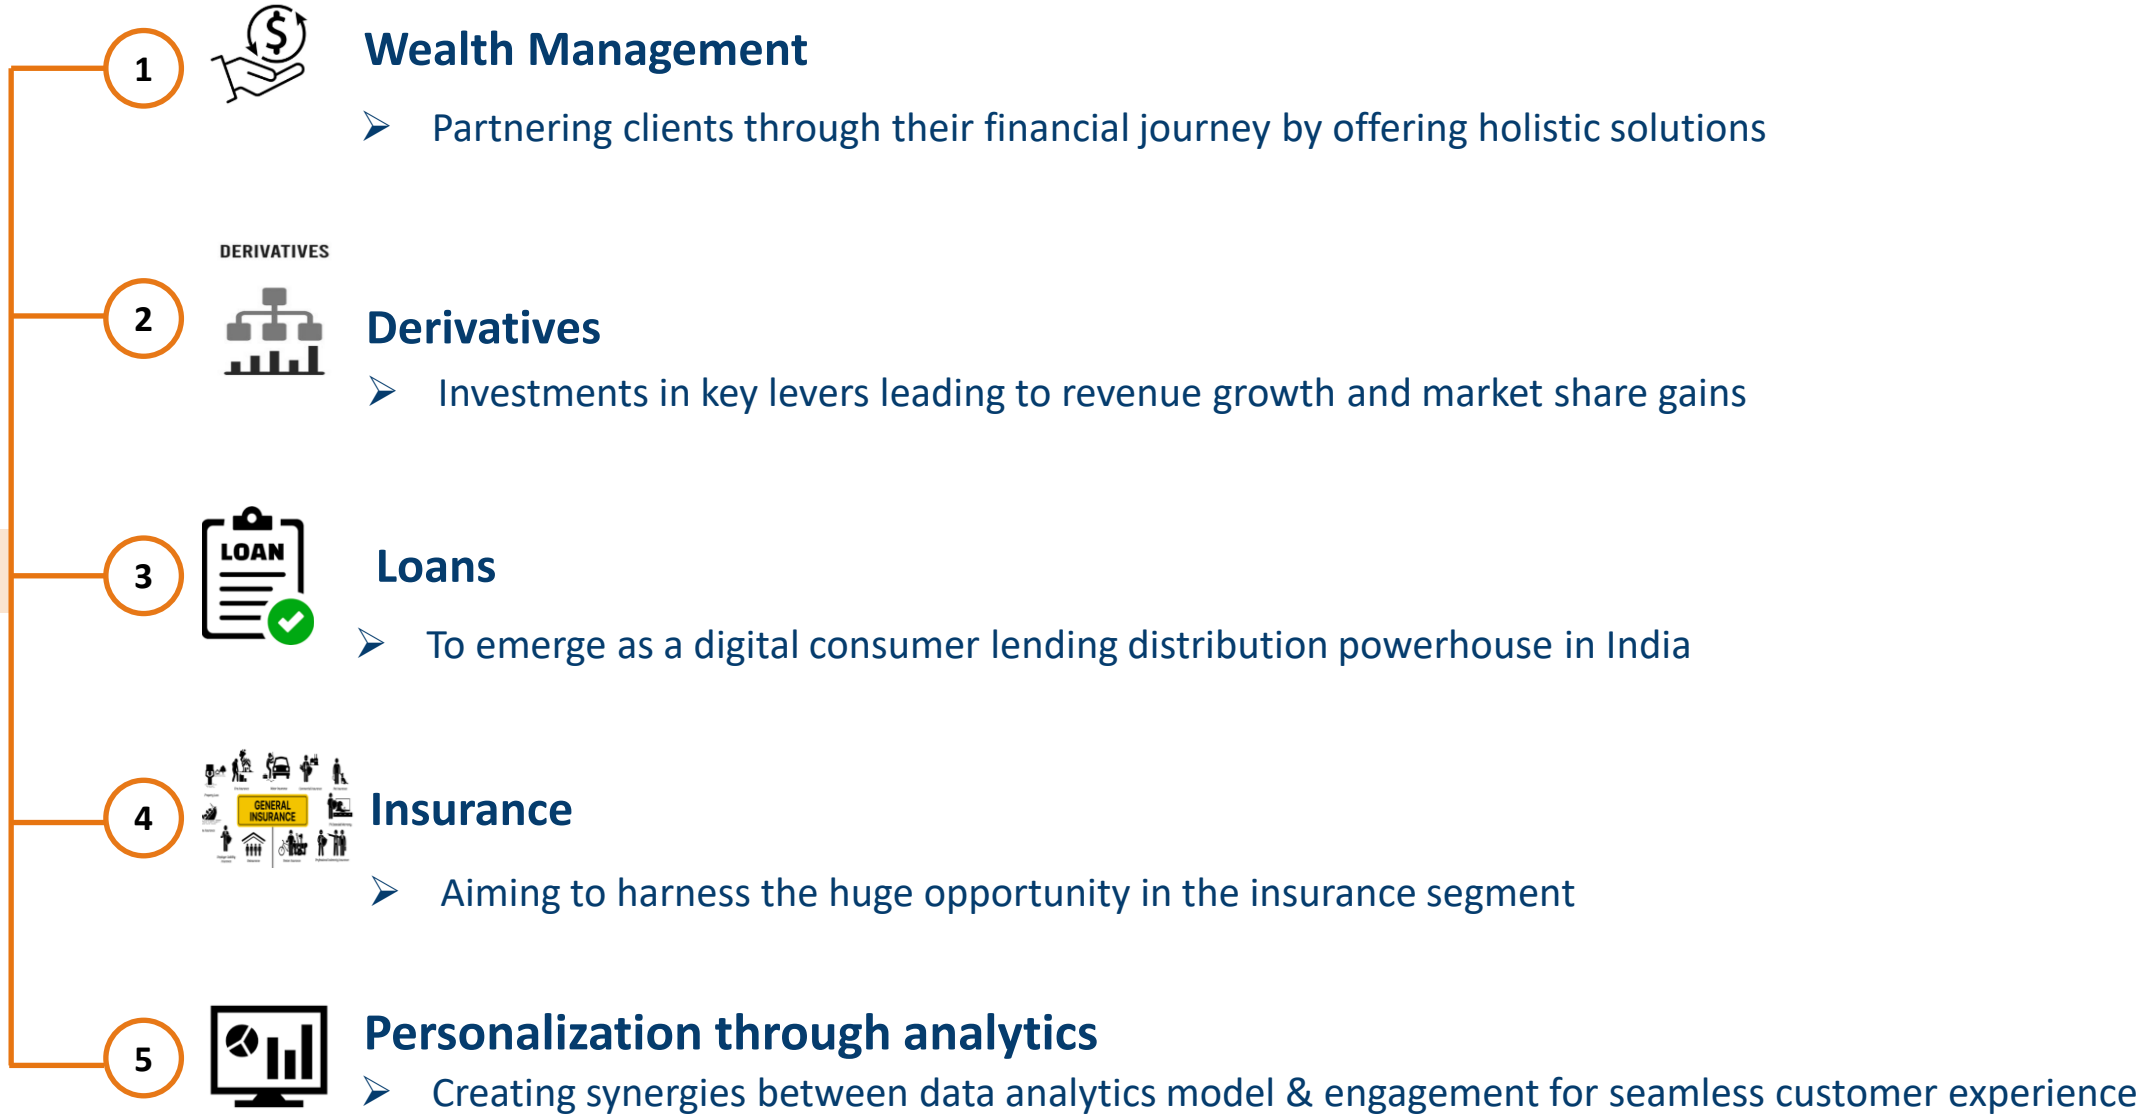 1
Wealth Management
➢ Partnering clients through their financial journey by offering holistic solutions
DERIVATIVES
2
Derivatives
➢ Investments in key levers leading to revenue growth and market share gains
LOAN
3
Loans
➢ To emerge as a digital consumer lending distribution powerhouse in India
GENERAL
INSURANCE
4
Insurance
➢ Aiming to harness the huge opportunity in the insurance segment
5
Personalization through analytics
➢ Creating synergies between data analytics model & engagement for seamless customer experience